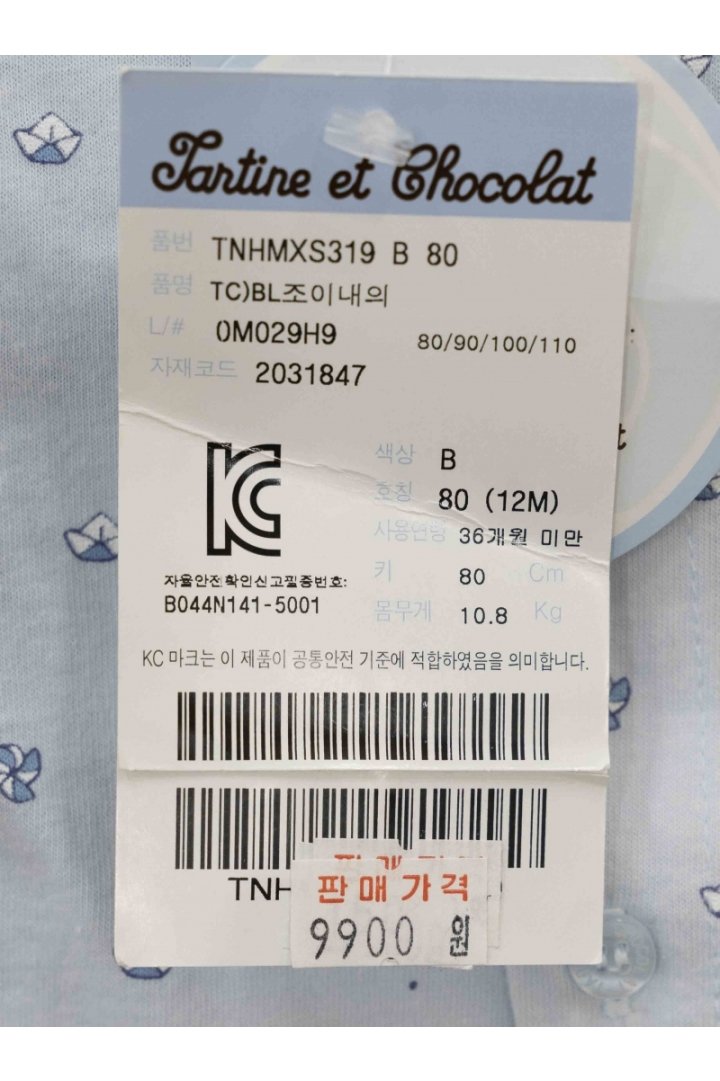 Tartine et Chocolat
품번 TNHMXS319 B 80
품명 TC)BL조이내의
L/# 0M029H9 80/90/100/110
자재코드 2031847
색상 B
호칭 80 (12M)
사용연령 36개월 미만
키 80 Cm
몸무게 10.8 Kg
자율안전확인신고필증번호:
B044N141-5001
KC 마크는 이 제품이 공통안전 기준에 적합하였음을 의미합니다.
TNH
판매가격
9900 원